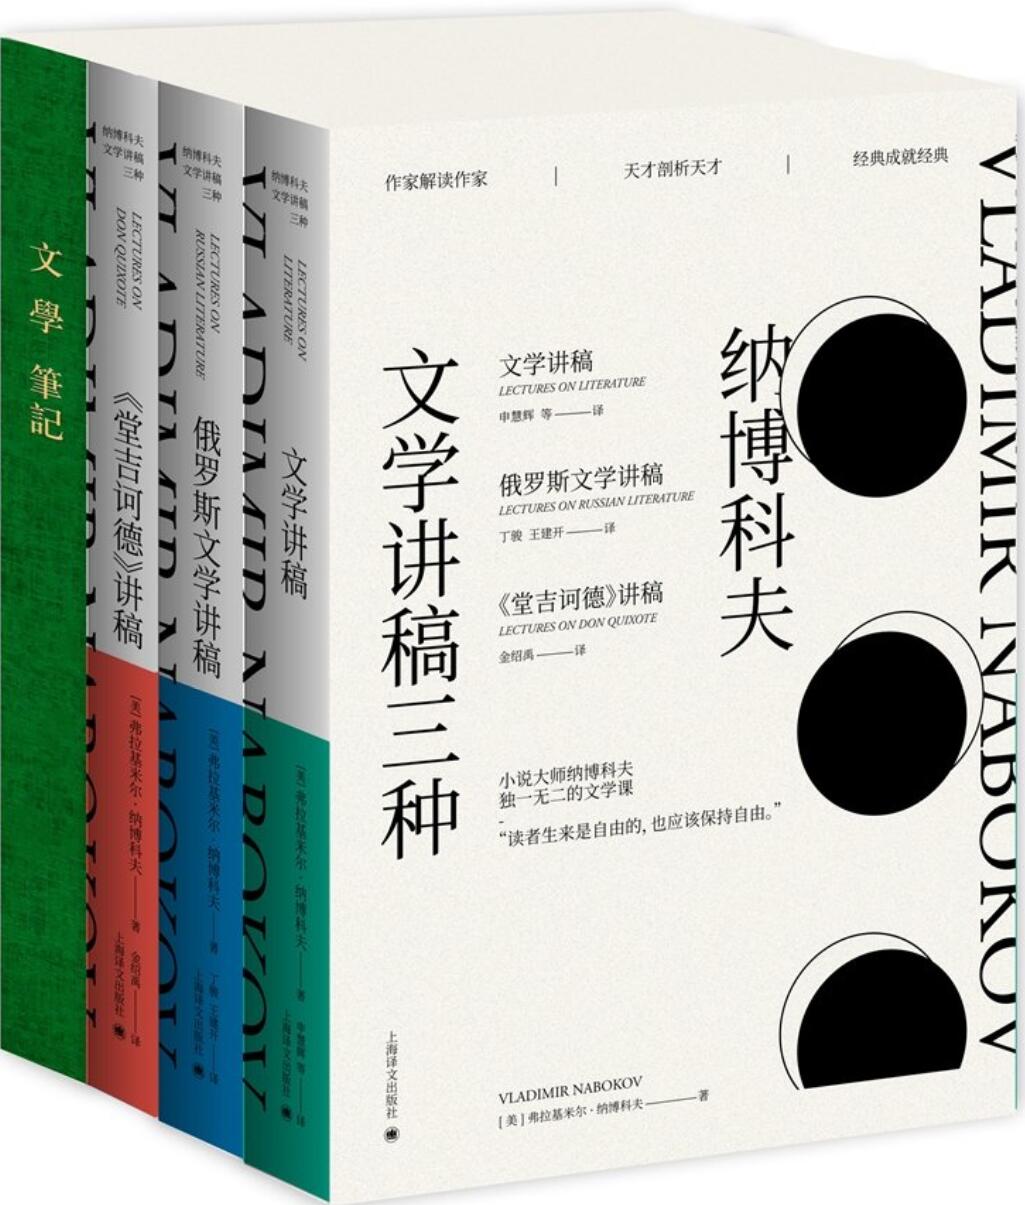 文學筆記
纳博科夫
文学讲稿
三种
LECTURES ON
DON QUIXOTE
《堂吉诃德》讲稿
[美]弗拉基米尔·纳博科夫——著
金绍禹——译
上海译文出版社
纳博科夫
文学讲稿
三种
LECTURES ON
RUSSIAN LITERATURE
俄罗斯文学讲稿
[美]弗拉基米尔·纳博科夫——著
丁骏 王建开——译
上海译文出版社
纳博科夫
文学讲稿
三种
LECTURES ON
LITERATURE
文学讲稿
[美]弗拉基米尔·纳博科夫——著
申慧辉 等——译
上海译文出版社
作家解读作家 | 天才剖析天才 | 经典成就经典
纳博科夫
文学讲稿三种
文学讲稿
LECTURES ON LITERATURE
申慧辉 等——译
俄罗斯文学讲稿
LECTURES ON RUSSIAN LITERATURE
丁骏 王建开——译
《堂吉诃德》讲稿
LECTURES ON DON QUIXOTE
金绍禹——译
小说大师纳博科夫
独一无二的文学课
-
“读者生来是自由的,也应该保持自由。”
VLADIMIR NABOKOV
[美]弗拉基米尔·纳博科夫——著
上海译文出版社
VLADIMIR NABOKOV